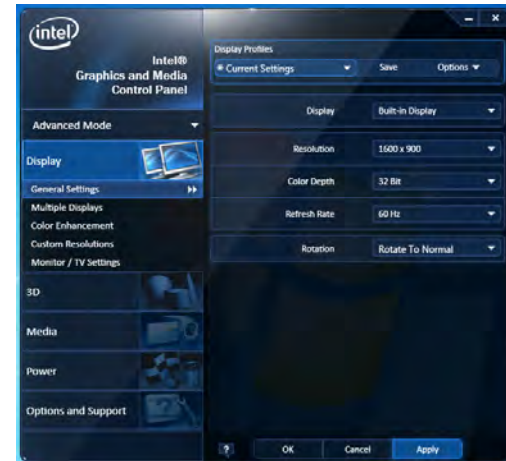 intel
Intel®
Graphics and Media
Control Panel
Advanced Mode
Display
General Settings
Multiple Displays
Color Enhancement
Custom Resolutions
Monitor / TV Settings
3D
Media
Power
Options and Support
Display Profiles
* Current Settings
Save
Options
Display
Built-in Display
Resolution
1600 x 900
Color Depth
32 Bit
Refresh Rate
60 Hz
Rotation
Rotate To Normal
?
OK
Cancel
Apply